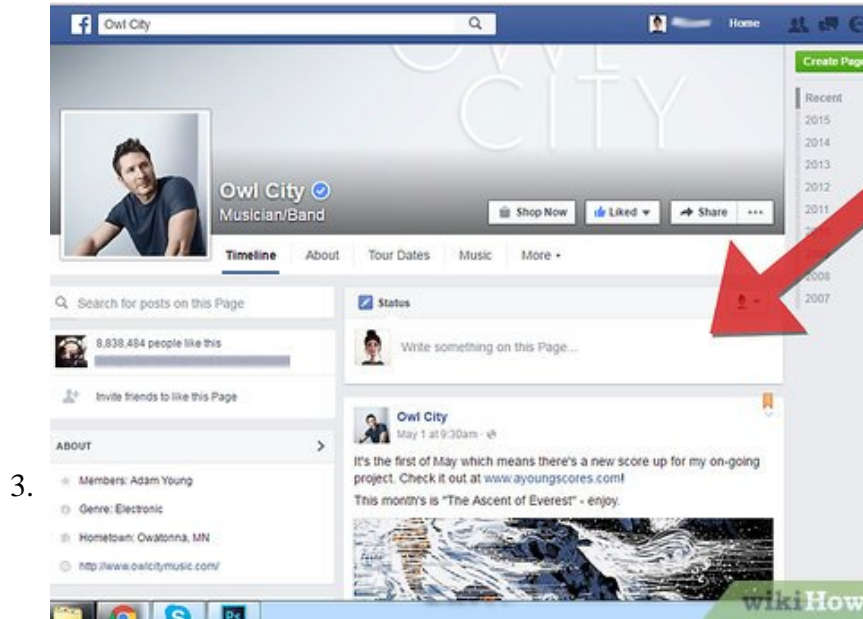 f Owl City
Home
OWL
CITY
Create Page
Recent
2015
2014
2013
2012
2011
2008
2007
Owl City
Musician/Band
Shop Now Liked Share ...
Timeline About Tour Dates Music More
Search for posts on this Page
Status
8,838,484 people like this
Write something on this Page...
Invite friends to like this Page
Owl City
May 1 at 9:30am ·
ABOUT
It's the first of May which means there's a new score up for my on-going
project. Check it out at www.ayoungscores.com!
This month's is "The Ascent of Everest" - enjoy.
3.
Members: Adam Young
Genre: Electronic
Hometown: Owatonna, MN
http://www.owlcitymusic.com/
S Ps
wikiHow